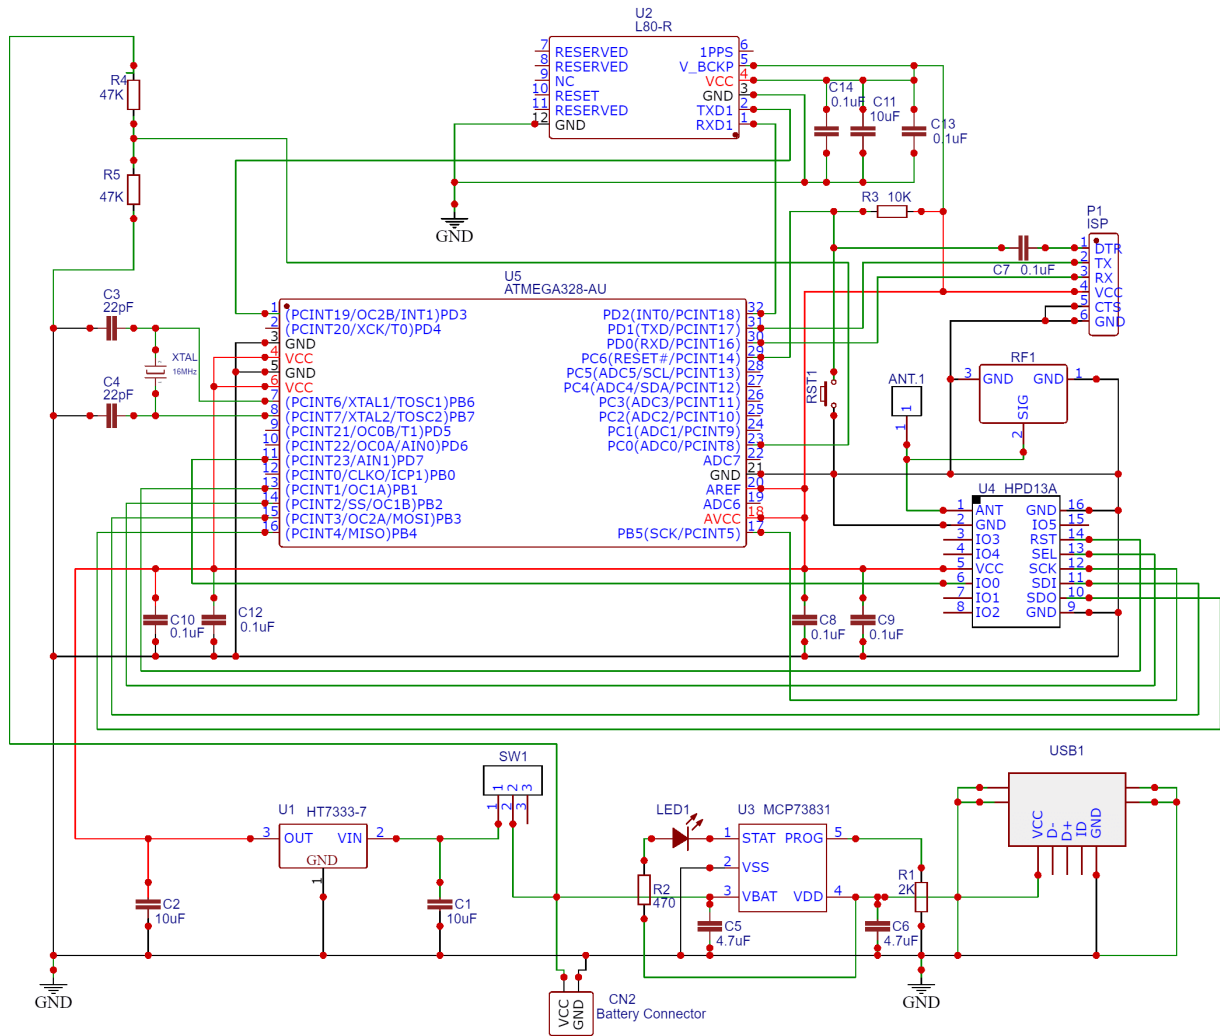 U2
L80-R
7 RESERVED
8 RESERVED
9 NC
10 RESET
11 RESERVED
12 GND
1PPS 6
V_BCKP 5
VCC 4
GND 3
TXD1 2
RXD1 1
GND
R4
47K
R5
47K
C14
0.1uF
C11
10uF
C13
0.1uF
R3 10K
P1
ISP
1 DTR
2 TX
3 RX
4 VCC
5 CTS
6 GND
C7 0.1uF
C3
22pF
C4
22pF
XTAL
16MHz
U5
ATMEGA328-AU
1 (PCINT19/OC2B/INT1)PD3
2 (PCINT20/XCK/T0)PD4
3 GND
4 VCC
5 GND
6 VCC
7 (PCINT6/XTAL1/TOSC1)PB6
8 (PCINT7/XTAL2/TOSC2)PB7
9 (PCINT21/OC0B/T1)PD5
10 (PCINT22/OC0A/AIN0)PD6
11 (PCINT23/AIN1)PD7
12 (PCINT0/CLKO/ICP1)PB0
13 (PCINT1/OC1A)PB1
14 (PCINT2/SS/OC1B)PB2
15 (PCINT3/OC2A/MOSI)PB3
16 (PCINT4/MISO)PB4
PD2(INT0/PCINT18) 32
PD1(TXD/PCINT17) 31
PD0(RXD/PCINT16) 30
PC6(RESET#/PCINT14) 29
PC5(ADC5/SCL/PCINT13) 28
PC4(ADC4/SDA/PCINT12) 27
PC3(ADC3/PCINT11) 26
PC2(ADC2/PCINT10) 25
PC1(ADC1/PCINT9) 24
PC0(ADC0/PCINT8) 23
ADC7 22
GND 21
AREF 20
ADC6 19
AVCC 18
PB5(SCK/PCINT5) 17
RST1
ANT.1
1
1
RF1
3 GND
GND 1
SIG
2
U4 HPD13A
1 ANT
2 GND
3 IO3
4 IO4
5 VCC
6 IO0
7 IO1
8 IO2
GND 16
IO5 15
RST 14
SEL 13
SCK 12
SDI 11
SDO 10
GND 9
C10
0.1uF
C12
0.1uF
C8
0.1uF
C9
0.1uF
SW1
1 2 3
1 2 3
U1 HT7333-7
3 OUT
VIN 2
GND
1
C2
10uF
C1
10uF
LED1
R2
470
U3 MCP73831
1 STAT
2 VSS
3 VBAT
PROG 5
VDD 4
C5
4.7uF
C6
4.7uF
R1
2K
USB1
VCC
D-
D+
ID
GND
GND
GND
CN2
Battery Connector
VCC
GND